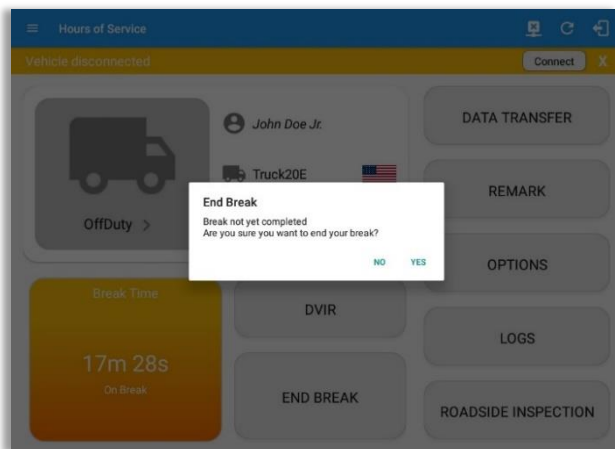 Hours of Service
Vehicle disconnected
Connect
X
John Doe Jr.
Truck20E
OffDuty >
DATA TRANSFER
REMARK
OPTIONS
LOGS
ROADSIDE INSPECTION
End Break
Break not yet completed
Are you sure you want to end your break?
NO YES
Break Time
17m 28s
On Break
DVIR
END BREAK